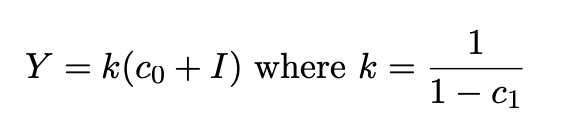 Y = k(c₀ + I) where k = 1 / (1 − c₁)